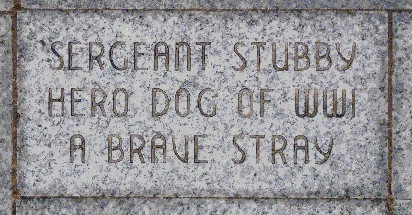 SERGEANT STUBBY
HERO DOG OF WWI
A BRAVE STRAY